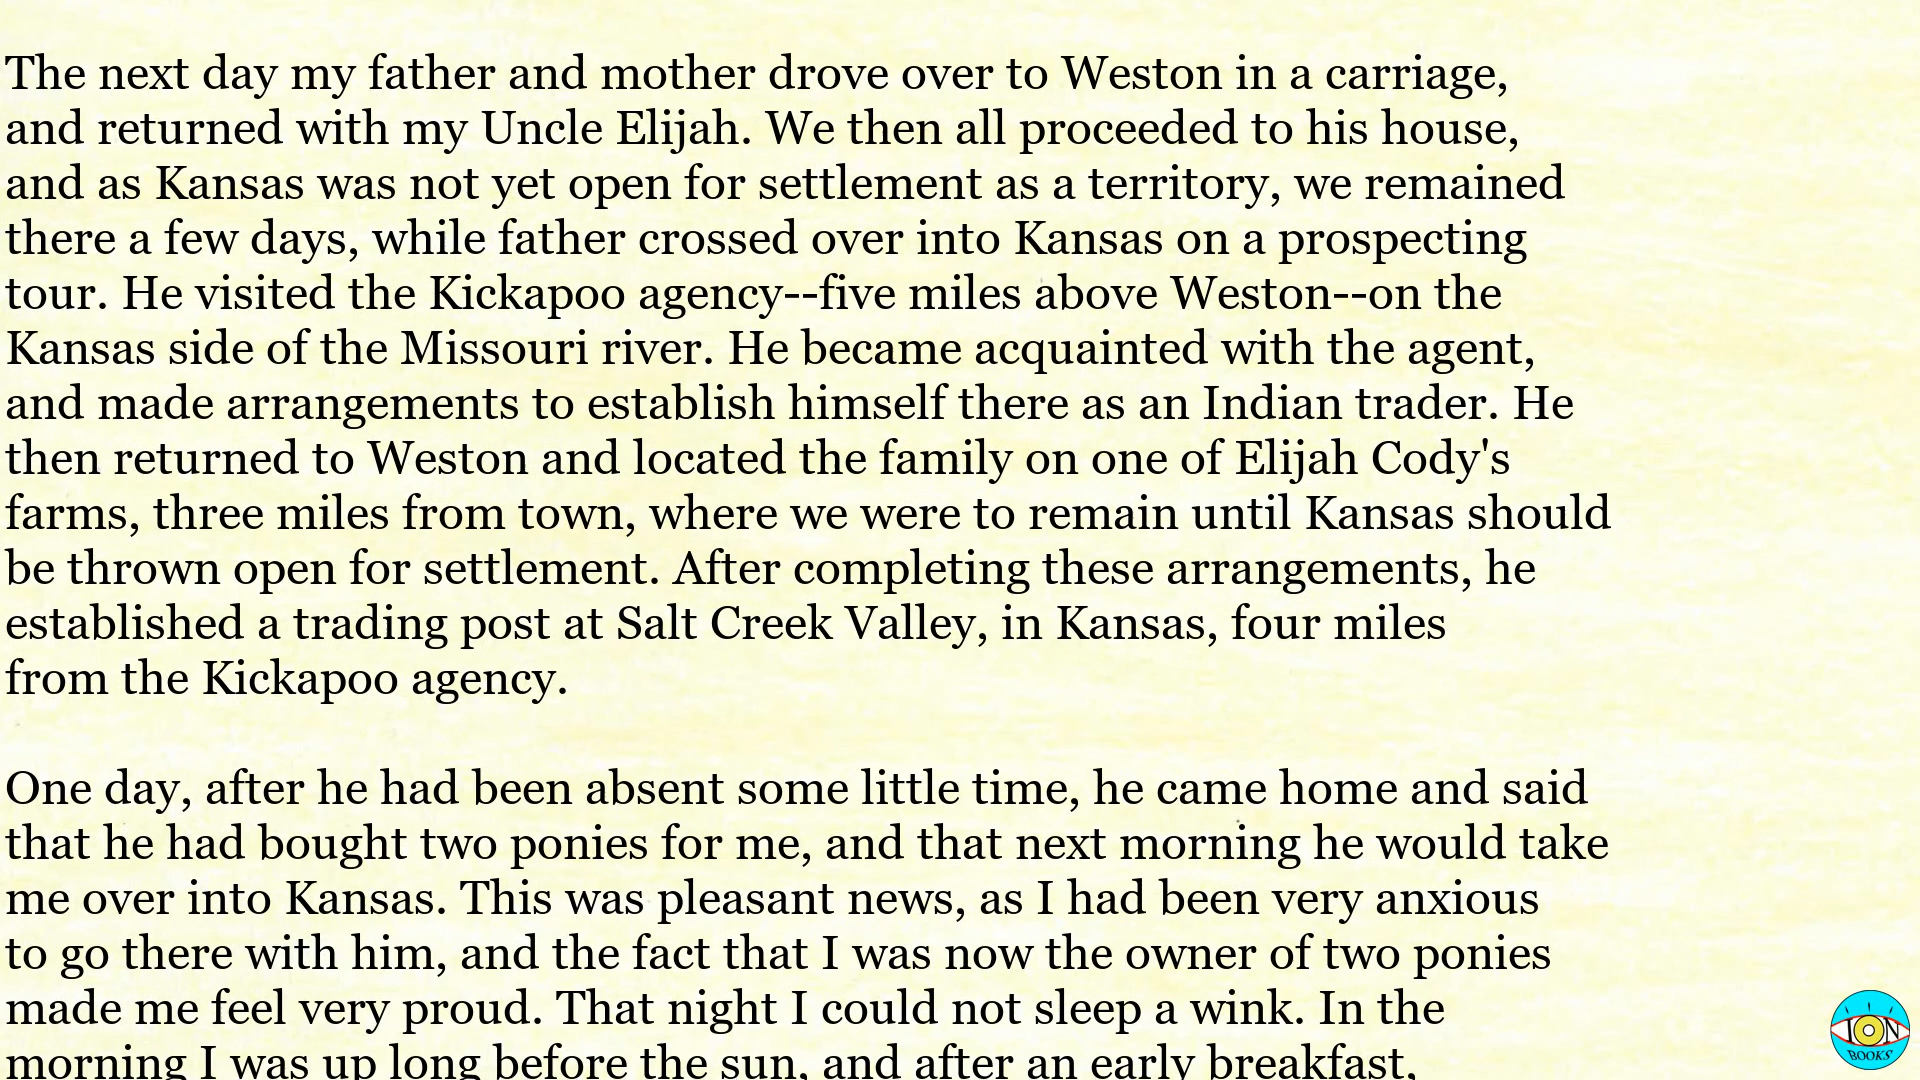 The next day my father and mother drove over to Weston in a carriage,
and returned with my Uncle Elijah. We then all proceeded to his house,
and as Kansas was not yet open for settlement as a territory, we remained
there a few days, while father crossed over into Kansas on a prospecting
tour. He visited the Kickapoo agency--five miles above Weston--on the
Kansas side of the Missouri river. He became acquainted with the agent,
and made arrangements to establish himself there as an Indian trader. He
then returned to Weston and located the family on one of Elijah Cody's
farms, three miles from town, where we were to remain until Kansas should
be thrown open for settlement. After completing these arrangements, he
established a trading post at Salt Creek Valley, in Kansas, four miles
from the Kickapoo agency.
One day, after he had been absent some little time, he came home and said
that he had bought two ponies for me, and that next morning he would take
me over into Kansas. This was pleasant news, as I had been very anxious
to go there with him, and the fact that I was now the owner of two ponies
made me feel very proud. That night I could not sleep a wink. In the
morning I was up long before the sun, and after an early breakfast,
ION
BOOKS